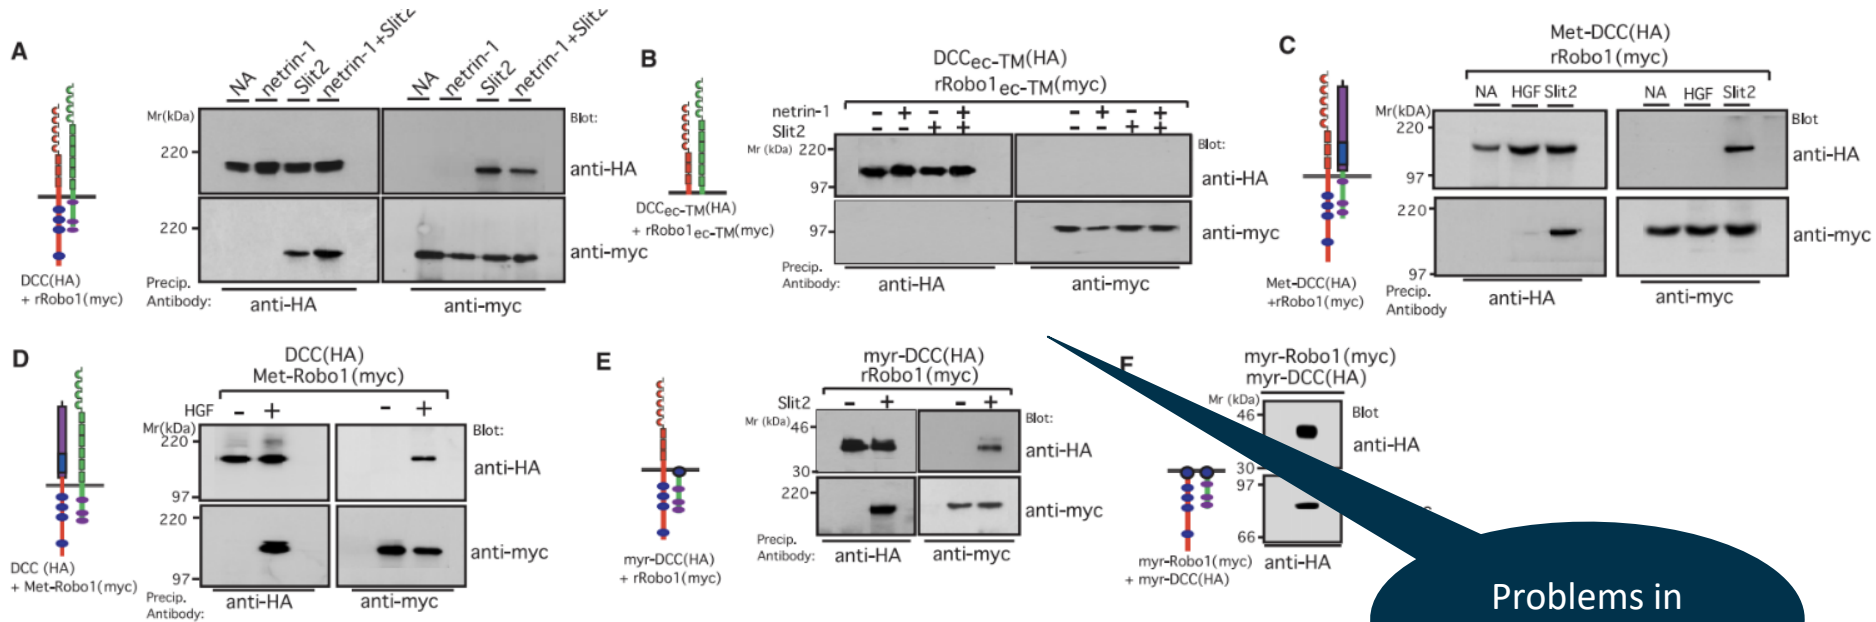 A
NA
netrin-1
Slit2
netrin-1+Slit2
NA
netrin-1
Slit2
netrin-1+Slit2
Mr(kDa)
Blot:
220
anti-HA
220
anti-myc
DCC(HA)
+ rRobo1(myc)
Precip.
Antibody:
anti-HA
anti-myc
B
DCCec-TM(HA)
rRobo1ec-TM(myc)
netrin-1 - + - + - + - +
Slit2 - - + + - - + +
Mr (kDa) 220
Blot:
anti-HA
97
97
anti-myc
DCCec-TM(HA)
+ rRobo1ec-TM(myc)
Precip.
Antibody:
anti-HA
anti-myc
C
Met-DCC(HA)
rRobo1(myc)
NA HGF Slit2 NA HGF Slit2
Mr(kDa)
220
Blot
anti-HA
97
220
anti-myc
97
Met-DCC(HA)
+rRobo1(myc)
Precip.
Antibody
anti-HA
anti-myc
D
DCC(HA)
Met-Robo1(myc)
HGF - + - +
Mr(kDa)
220
Blot:
anti-HA
97
220
anti-myc
97
DCC (HA)
+ Met-Robo1(myc)
Precip.
Antibody:
anti-HA
anti-myc
E
myr-DCC(HA)
rRobo1(myc)
Slit2 - + - +
Mr (kDa) 46
Blot:
anti-HA
30
220
anti-myc
myr-DCC(HA)
+ rRobo1(myc)
Precip.
Antibody:
anti-HA
anti-myc
myr-Robo1(myc)
myr-DCC(HA)
Mr (kDa)
46
Blot
anti-HA
30
97
66
myr-Robo1(myc)
+ myr-DCC(HA)
anti-HA
Problems in